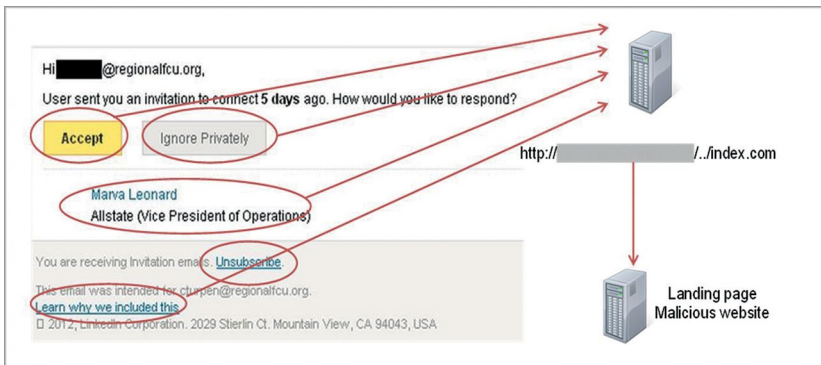 Hi @regionalfcu.org,
User sent you an invitation to connect 5 days ago. How would you like to respond?
Accept
Ignore Privately
Marva Leonard
Allstate (Vice President of Operations)
You are receiving Invitation emails. Unsubscribe.
This email was intended for cturpen@regionalfcu.org.
Learn why we included this
2012, LinkedIn Corporation. 2029 Stierlin Ct. Mountain View, CA 94043, USA
http:// /../index.com
Landing page
Malicious website